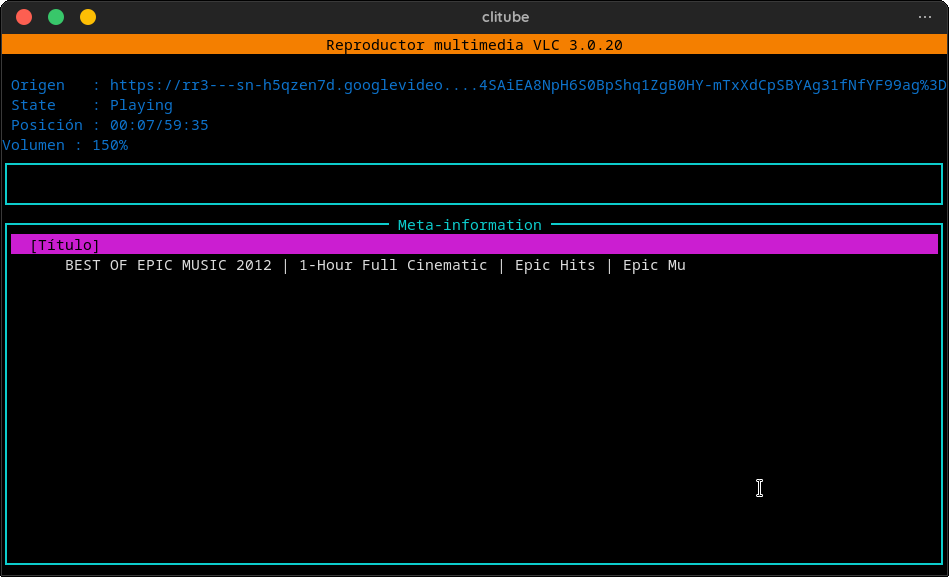 clitube
Reproductor multimedia VLC 3.0.20
Origen : https://rr3---sn-h5qzen7d.googlevideo....4SAiEA8NpH6S0BpShq1ZgB0HY-mTxXdCpSBYAg31fNfYF99ag%3D
State : Playing
Posición : 00:07/59:35
Volumen : 150%
Meta-information
[Título]
BEST OF EPIC MUSIC 2012 | 1-Hour Full Cinematic | Epic Hits | Epic Mu